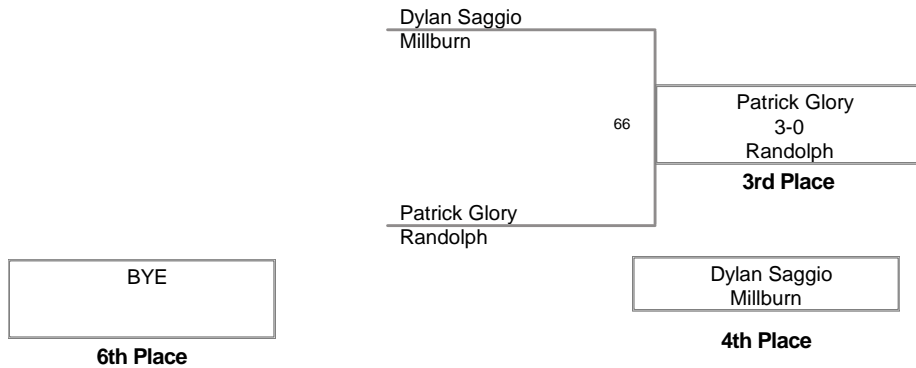 Dylan Saggio
Millburn
66
Patrick Glory
3-0
Randolph
3rd Place
Patrick Glory
Randolph
BYE
6th Place
Dylan Saggio
Millburn
4th Place